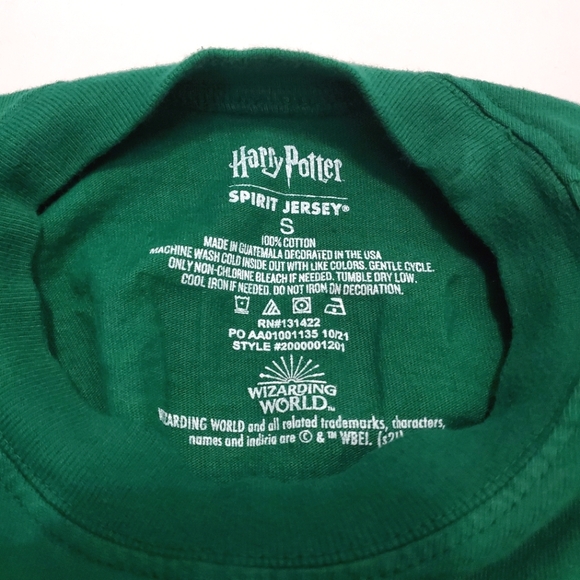 Harry Potter
SPIRIT JERSEY®
S
100% COTTON
MADE IN GUATEMALA DECORATED IN THE USA
MACHINE WASH COLD INSIDE OUT WITH LIKE COLORS. GENTLE CYCLE.
ONLY NON-CHLORINE BLEACH IF NEEDED. TUMBLE DRY LOW.
COOL IRON IF NEEDED. DO NOT IRON ON DECORATION.
RN#131422
PO AA01001135 10/21
STYLE #2000001201
WIZARDING
WORLD™
WIZARDING WORLD and all related trademarks, characters,
names and indicia are © & ™ WBEI. (s21)